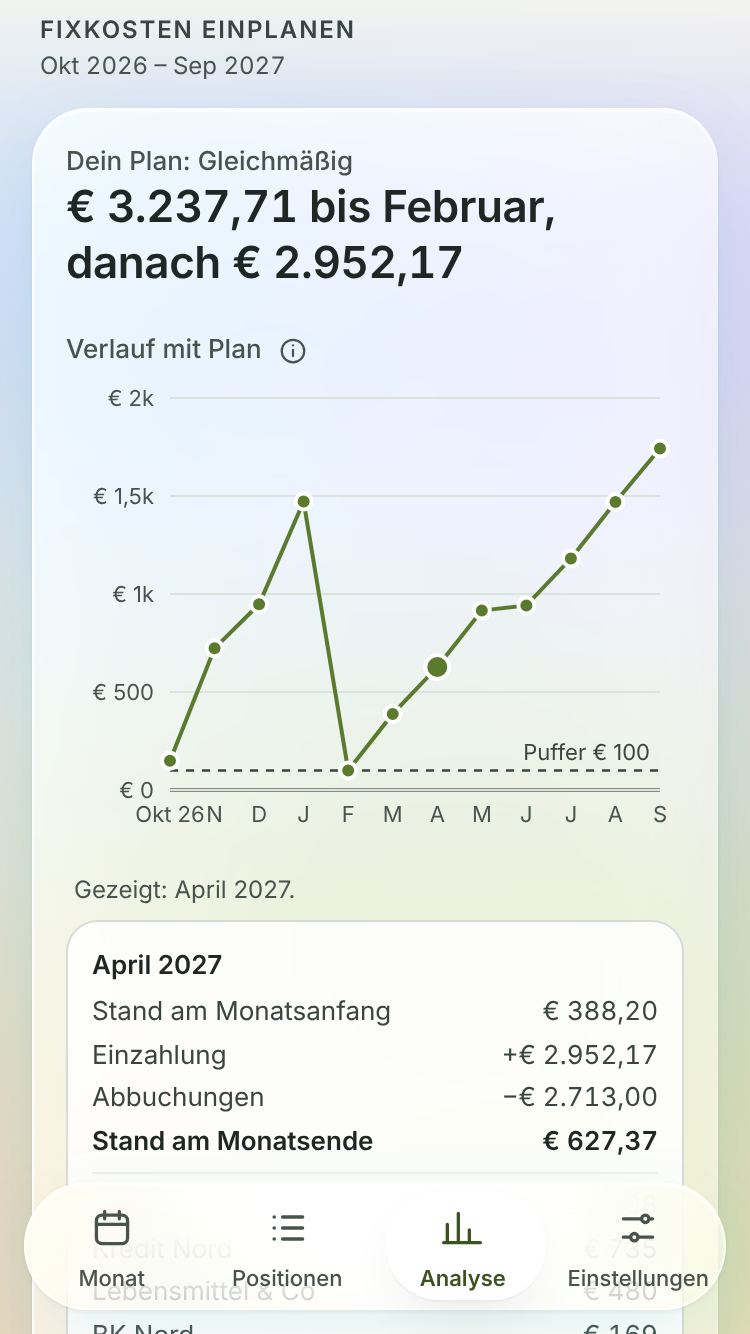 FIXKOSTEN EINPLANEN
Okt 2026 – Sep 2027
Dein Plan: Gleichmäßig
€ 3.237,71 bis Februar,
danach € 2.952,17
Verlauf mit Plan
€ 2k
€ 1,5k
€ 1k
€ 500
Puffer € 100
€ 0
Okt 26 N D J F M A M J J A S
Gezeigt: April 2027.
April 2027
Stand am Monatsanfang € 388,20
Einzahlung +€ 2.952,17
Abbuchungen −€ 2.713,00
Stand am Monatsende € 627,37
Kredit Nord € 735
Monat Positionen Analyse Einstellungen
Lebensmittel & Co € 480
BK Nord € 169